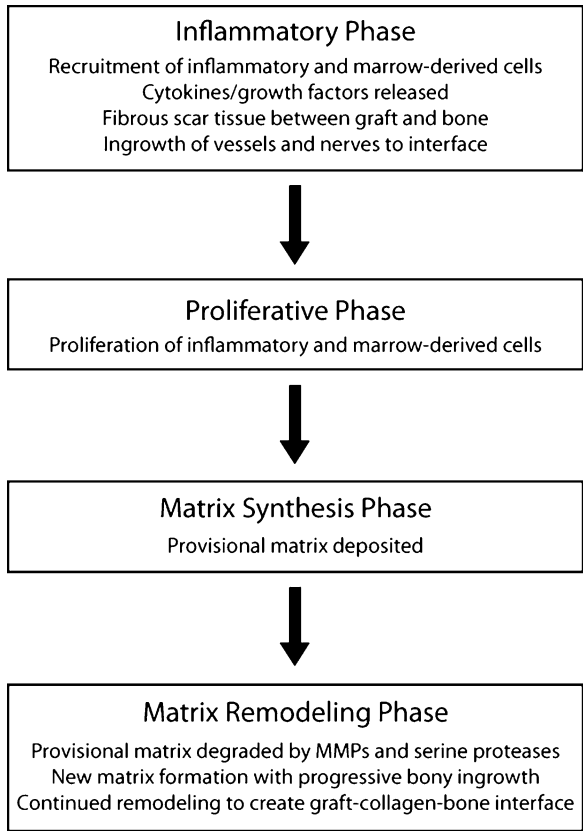 Inflammatory Phase
Recruitment of inflammatory and marrow-derived cells
Cytokines/growth factors released
Fibrous scar tissue between graft and bone
Ingrowth of vessels and nerves to interface
Proliferative Phase
Proliferation of inflammatory and marrow-derived cells
Matrix Synthesis Phase
Provisional matrix deposited
Matrix Remodeling Phase
Provisional matrix degraded by MMPs and serine proteases
New matrix formation with progressive bony ingrowth
Continued remodeling to create graft-collagen-bone interface